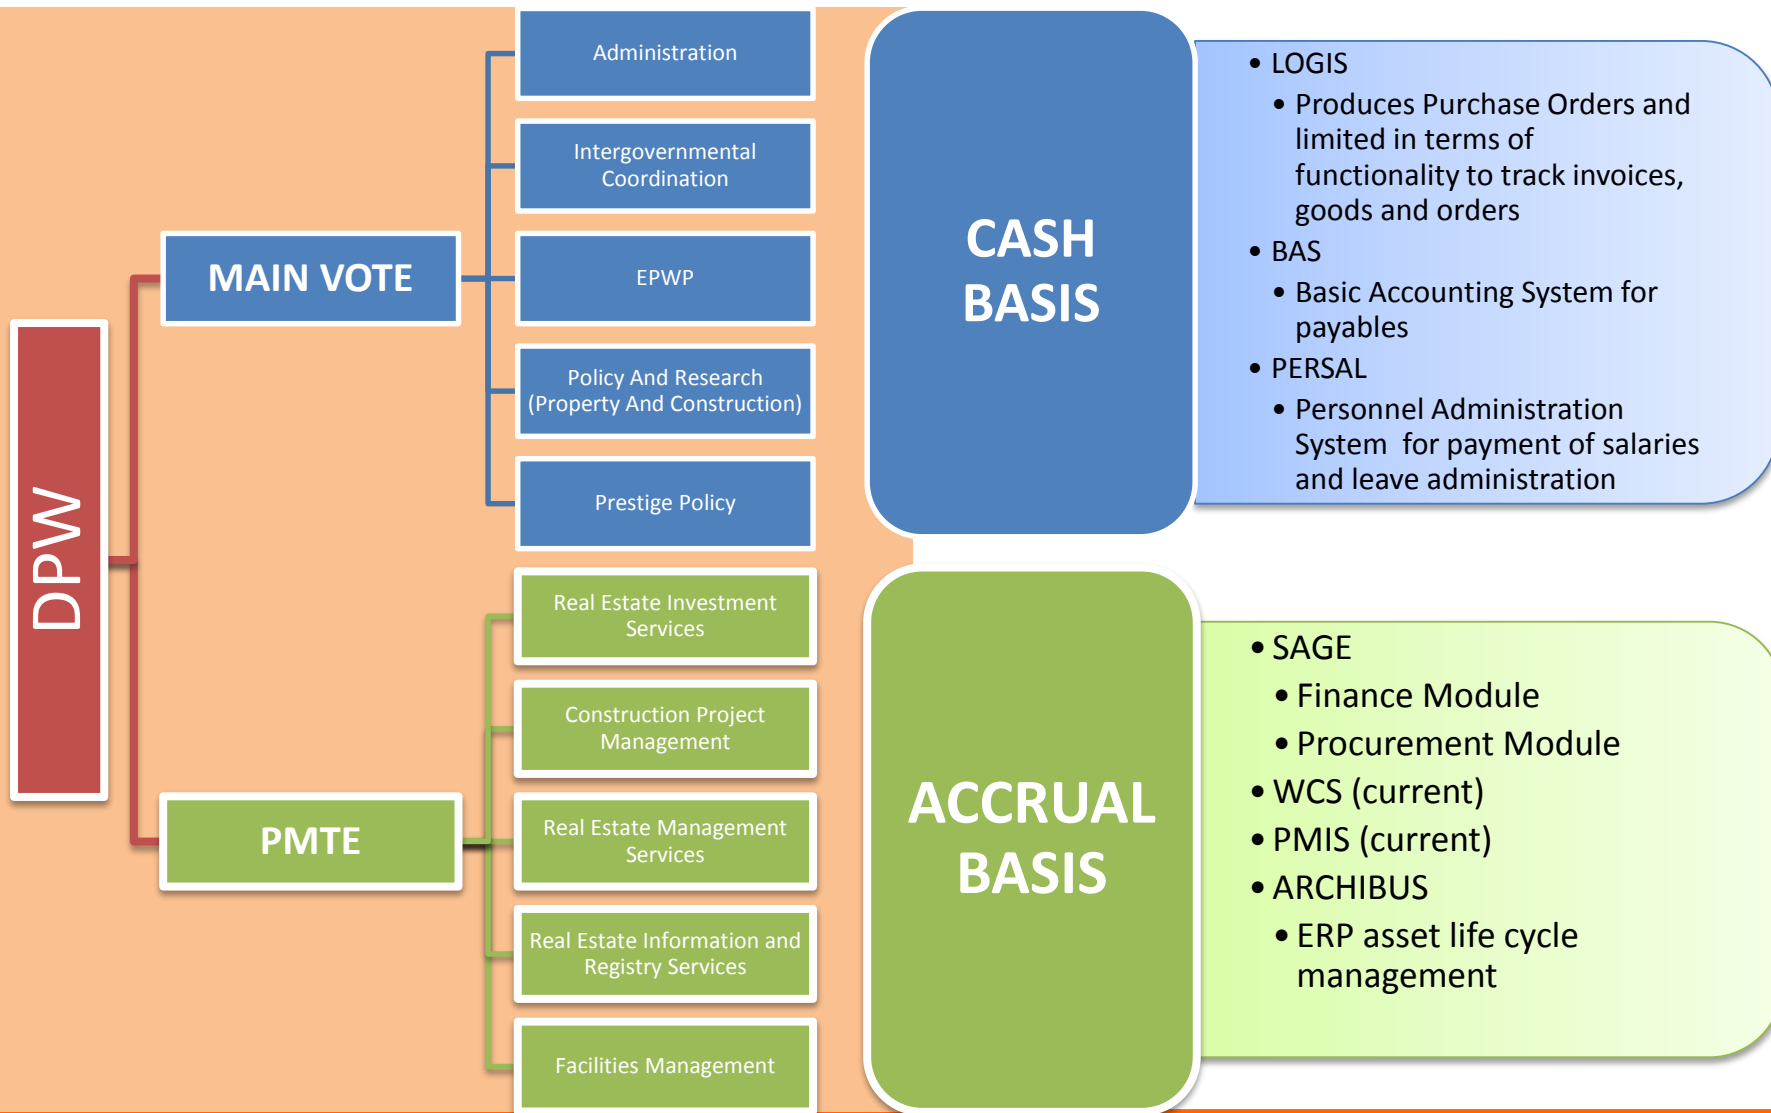 DPW
MAIN VOTE
Administration
Intergovernmental
Coordination
EPWP
Policy And Research
(Property And Construction)
Prestige Policy
CASH
BASIS
• LOGIS
• Produces Purchase Orders and
limited in terms of
functionality to track invoices,
goods and orders
• BAS
• Basic Accounting System for
payables
• PERSAL
• Personnel Administration
System for payment of salaries
and leave administration
PMTE
Real Estate Investment
Services
Construction Project
Management
Real Estate Management
Services
Real Estate Information and
Registry Services
Facilities Management
ACCRUAL
BASIS
• SAGE
• Finance Module
• Procurement Module
• WCS (current)
• PMIS (current)
• ARCHIBUS
• ERP asset life cycle
management